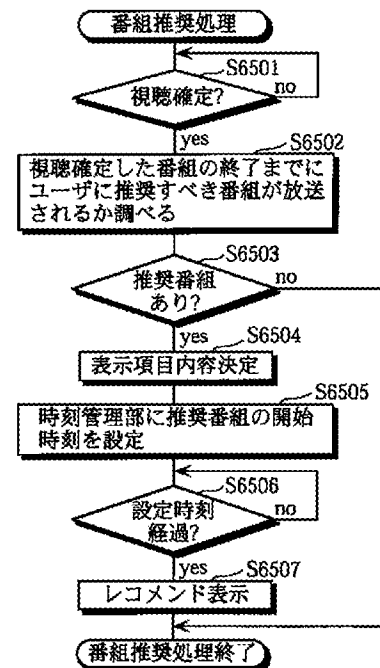 番組推奨処理
S6501
視聴確定?
no
yes
S6502
視聴確定した番組の終了までに
ユーザに推奨すべき番組が放送
されるか調べる
S6503
推奨番組
あり?
no
yes
S6504
表示項目内容決定
S6505
時刻管理部に推奨番組の開始
時刻を設定
S6506
設定時刻
経過?
no
yes
S6507
レコメンド表示
番組推奨処理終了